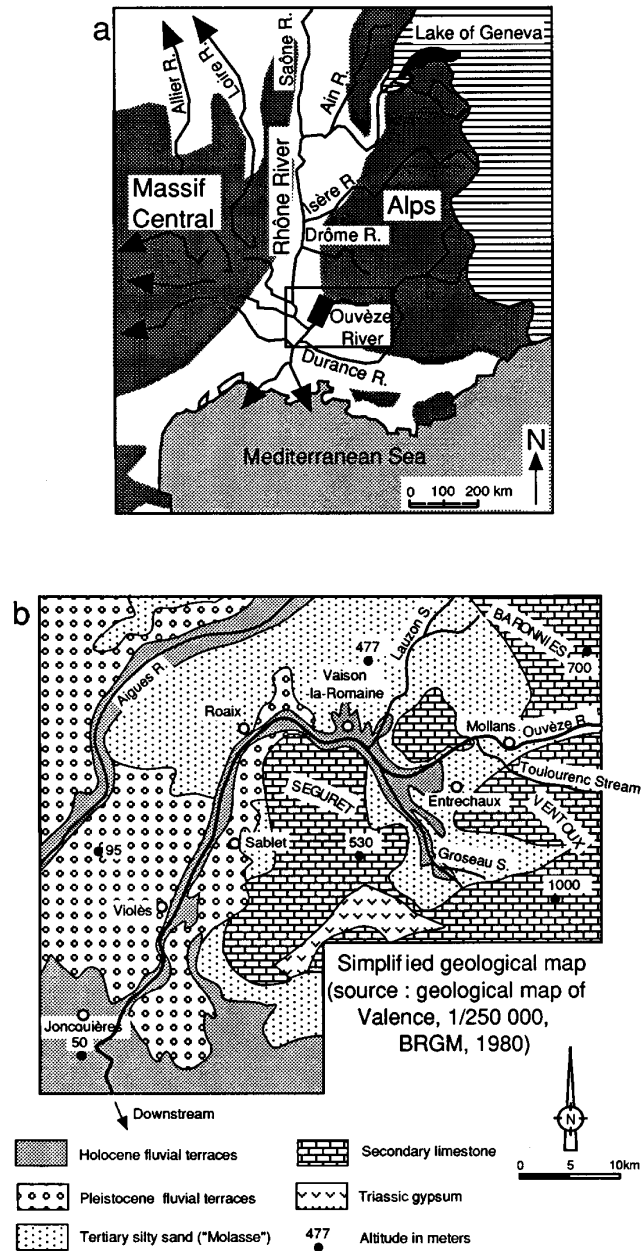 a
Lake of Geneva
Allier R.
Loire R.
Saône R.
Ain R.
Massif
Central
Rhône River
Isère R.
Alps
Drôme R.
Ouvèze
River
Durance R.
Mediterranean Sea
N
0 100 200 km
b
Aigues R.
477
Lauzon S.
BARONNIES
700
Vaison
-la-Romaine
Roaix
Mollans
Ouvèze R.
Toulourenc Stream
SEGURET
Entrechaux
VENTOUX
95
Sablet
530
Groseau S.
1000
Violès
Joncquières
50
Simplified geological map
(source : geological map of
Valence, 1/250 000,
BRGM, 1980)
Downstream
N
Holocene fluvial terraces
Secondary limestone
0 5 10km
Pleistocene fluvial terraces
Triassic gypsum
Tertiary silty sand ("Molasse")
477
Altitude in meters